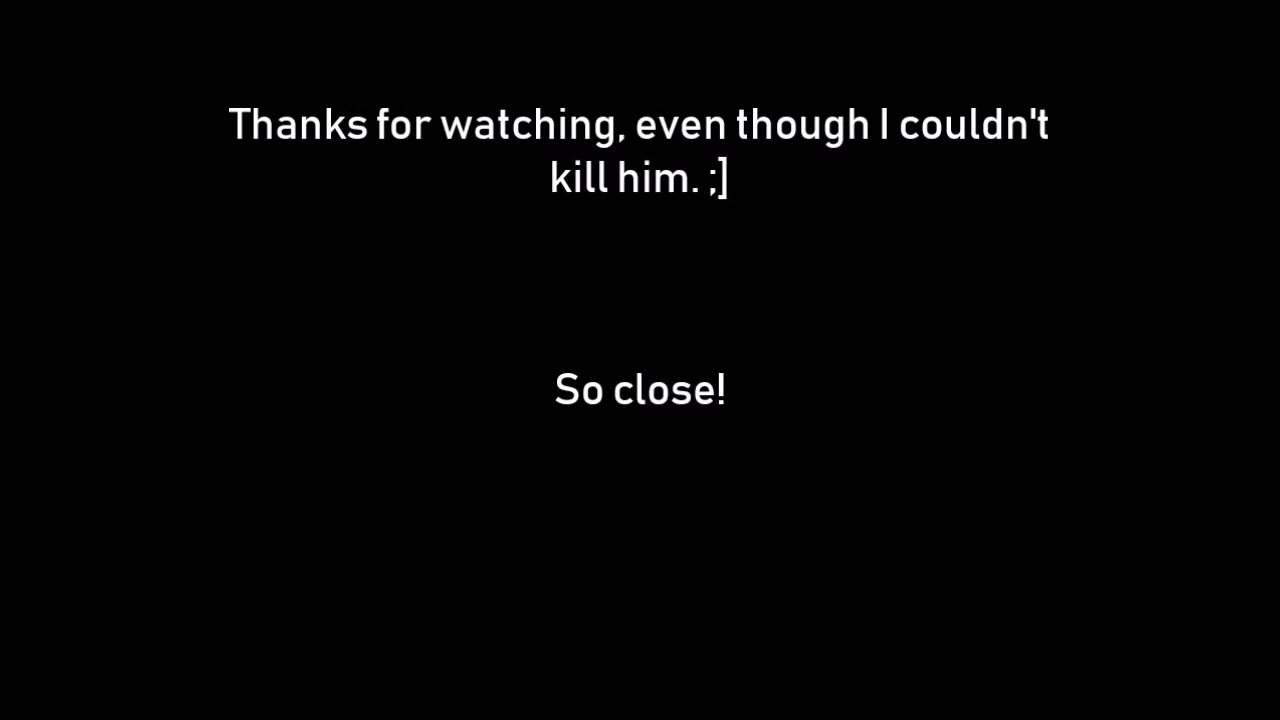 Thanks for watching, even though I couldn't
kill him. ;]
So close!